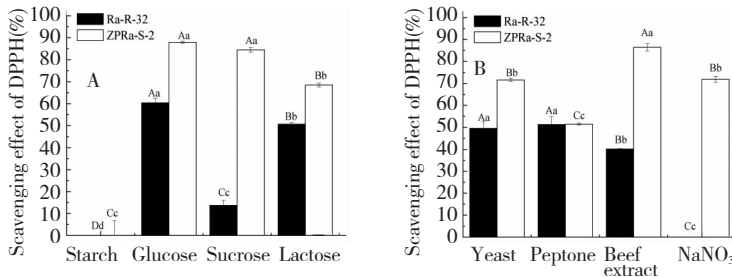 Scavenging effect of DPPH(%)
100
90
80
70
60
50
40
30
20
10
0
Ra-R-32
ZPRa-S-2
A
Dd
Cc
Aa
Aa
Cc
Aa
Bb
Bb
Starch Glucose Sucrose Lactose
Scavenging effect of DPPH(%)
100
90
80
70
60
50
40
30
20
10
0
Ra-R-32
ZPRa-S-2
B
Aa
Bb
Aa
Cc
Bb
Aa
Cc
Bb
Yeast Peptone Beef NaNO3
extract